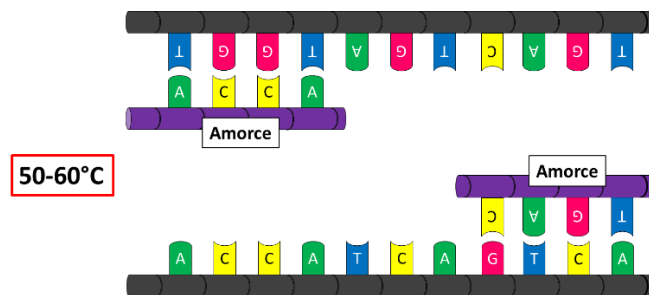 T G G T A G T C A G T
A C C A
Amorce
50-60°C
Amorce
C A G T
A C C A T C A G T C A